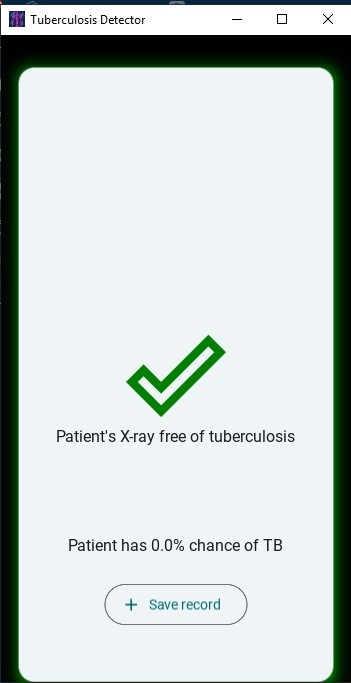 Tuberculosis Detector
Patient's X-ray free of tuberculosis
Patient has 0.0% chance of TB
+ Save record